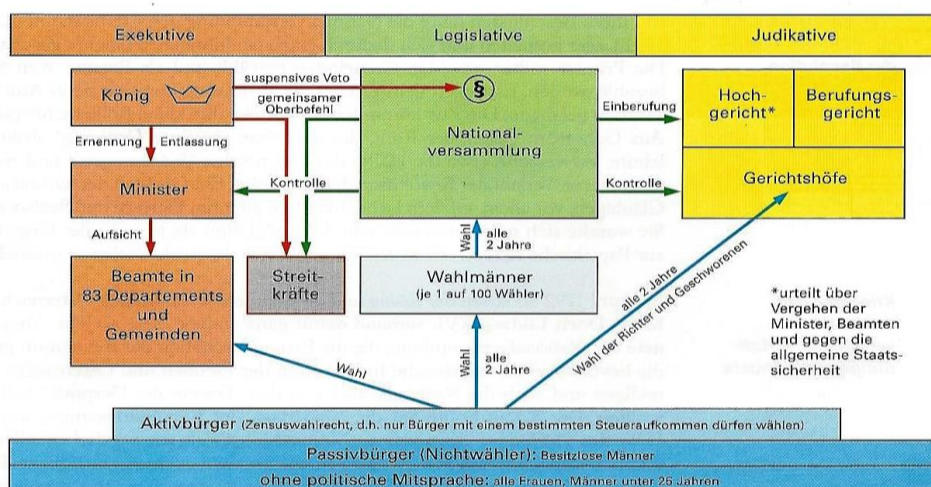 Exekutive
Legislative
Judikative
König
suspensives Veto
gemeinsamer
Oberbefehl
§
National-
versammlung
Einberufung
Hoch-
gericht*
Berufungs-
gericht
Ernennung
Entlassung
Minister
Kontrolle
Kontrolle
Gerichtshöfe
Aufsicht
Wahl
alle
2 Jahre
Beamte in
83 Departements
und
Gemeinden
Streit-
kräfte
Wahlmänner
(je 1 auf 100 Wähler)
alle 2 Jahre
Wahl der Richter und Geschworenen
*urteilt über
Vergehen der
Minister, Beamten
und gegen die
allgemeine Staats-
sicherheit
Wahl
Wahl
alle
2 Jahre
Aktivbürger (Zensuswahlrecht, d.h. nur Bürger mit einem bestimmten Steueraufkommen dürfen wählen)
Passivbürger (Nichtwähler): Besitzlose Männer
ohne politische Mitsprache: alle Frauen, Männer unter 25 Jahren